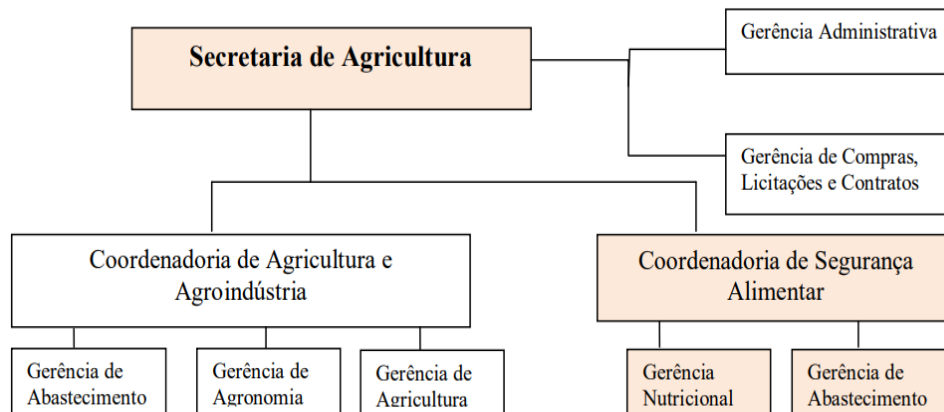 Secretaria de Agricultura
Gerência Administrativa
Gerência de Compras,
Licitações e Contratos
Coordenadoria de Agricultura e
Agroindústria
Coordenadoria de Segurança
Alimentar
Gerência de
Abastecimento
Gerência de
Agronomia
Gerência de
Agricultura
Gerência
Nutricional
Gerência de
Abastecimento